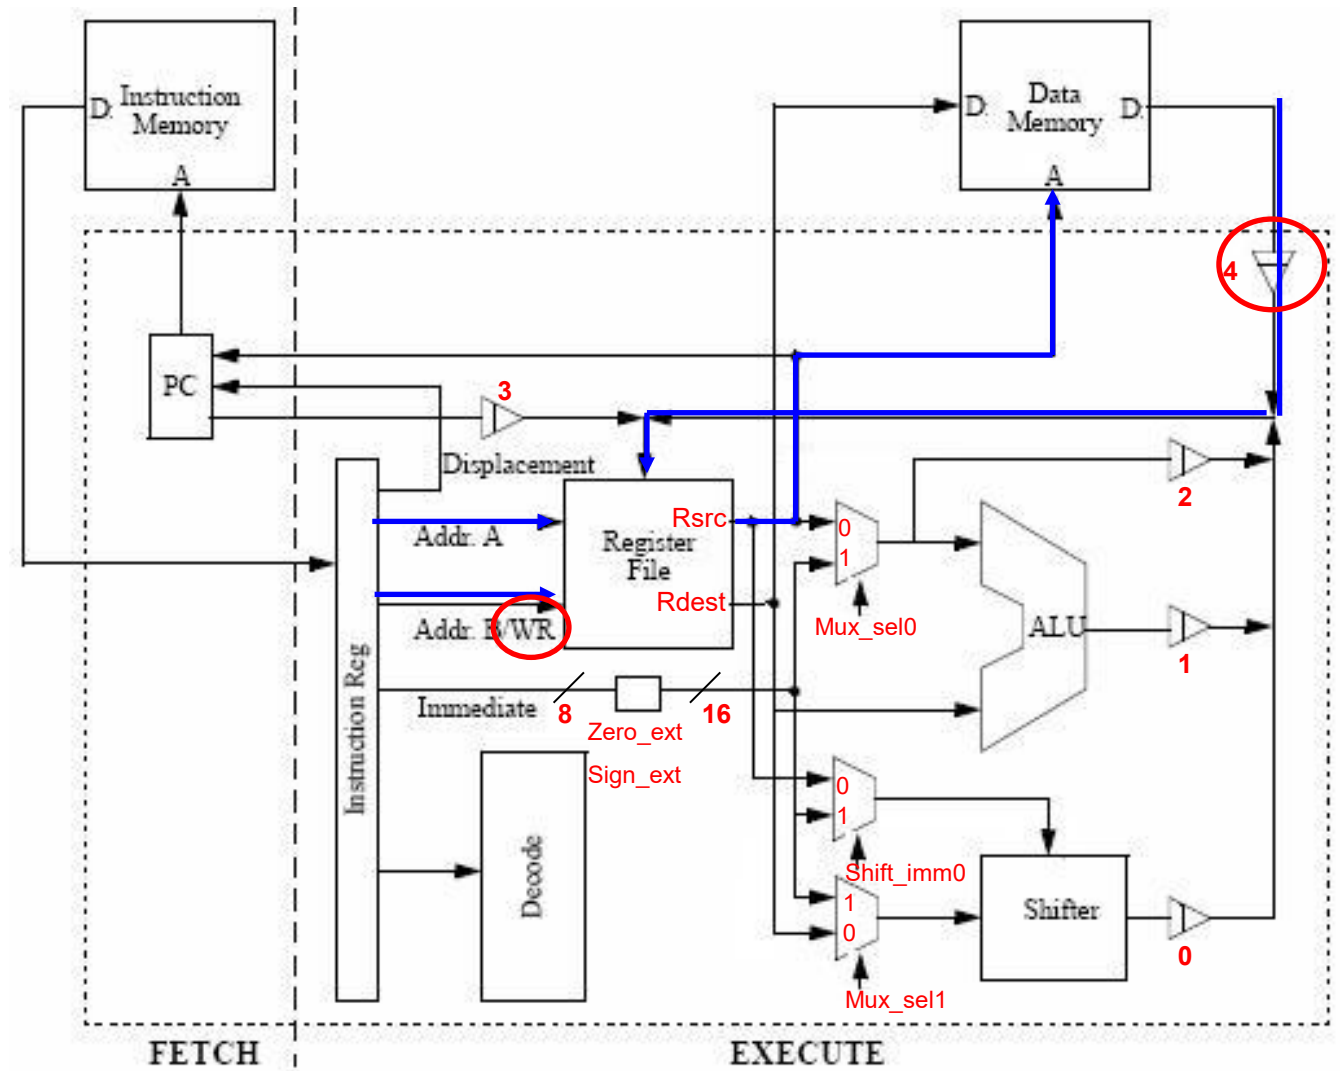 D
Instruction
Memory
A
D
Data
Memory
D
A
4
PC
3
Displacement
2
Addr. A
Rsrc
Register
File
0
1
Rdest
Addr. B/WR
Mux_sel0
ALU
1
Immediate
8
16
Zero_ext
Sign_ext
Instruction Reg
Decode
0
1
Shift_imm0
1
0
Shifter
0
Mux_sel1
FETCH
EXECUTE